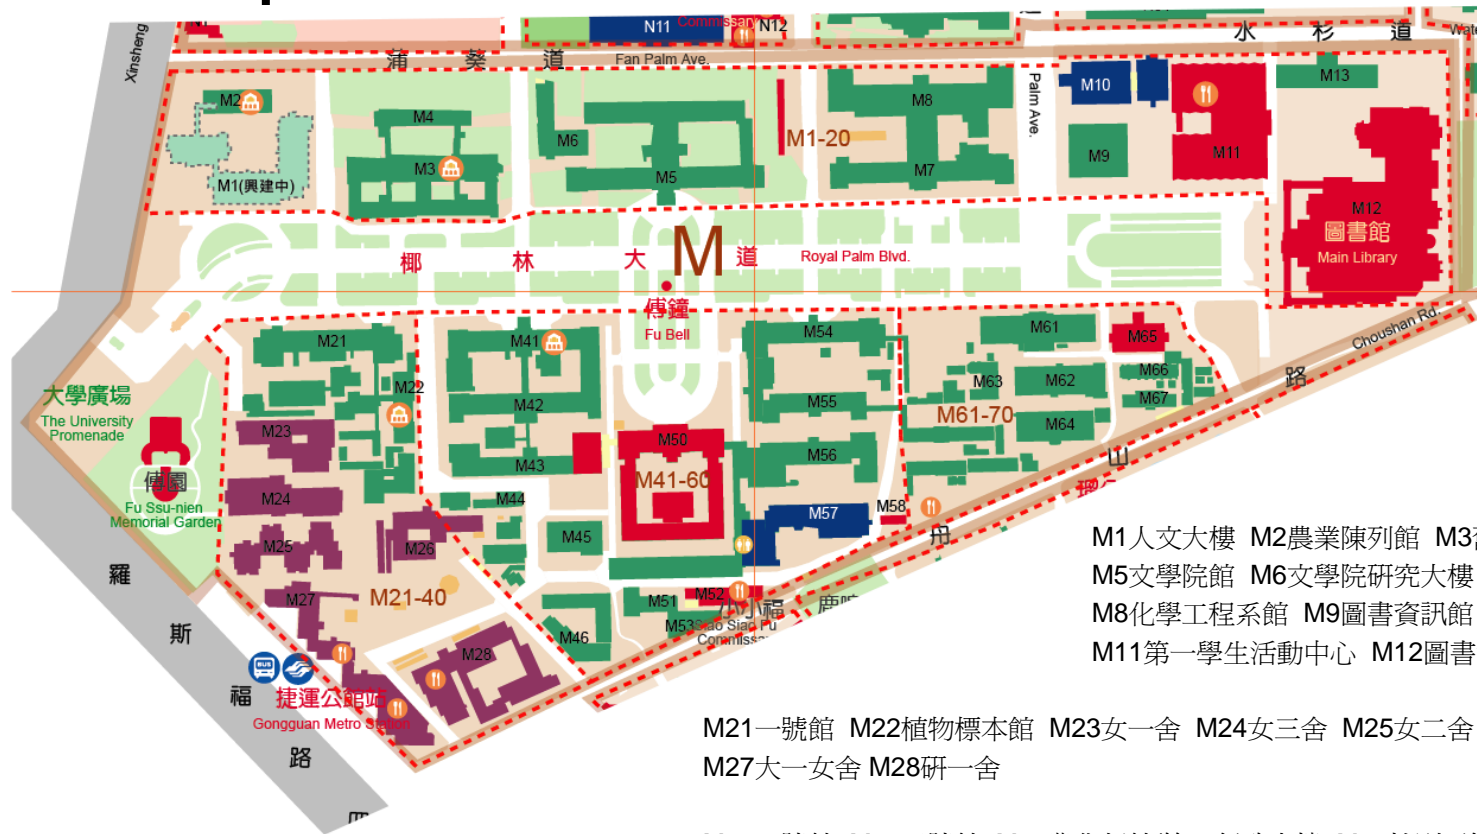 N11
Commissary
N12
水 杉 道
蒲 葵 道
Fan Palm Ave.
Xinsheng
Palm Ave.
M2
M1(興建中)
M4
M3
M6
M5
M1-20
M8
M7
M10
M9
M11
M13
M12
圖書館
Main Library
椰 林 大 道
M
Royal Palm Blvd.
傅鐘
Fu Bell
Choushan Rd.
大學廣場
The University
Promenade
傅園
Fu Ssu-nien
Memorial Garden
M21
M22
M23
M24
M25
M26
M27
M28
M21-40
M41
M42
M43
M44
M45
M46
M50
M41-60
M51
M52
M53
小小福
Siao Siao Fu
M54
M55
M56
M57
M58
M61
M62
M63
M64
M65
M66
M67
M61-70
舟 山 路
羅 斯 福 路
捷運公館站
Gongguan Metro Station
BUS
M1人文大樓 M2農業陳列館 M3
M5文學院館 M6文學院研究大樓
M8化學工程系館 M9圖書資訊館
M11第一學生活動中心 M12圖書
M21一號館 M22植物標本館 M23女一舍 M24女三舍 M25女二舍
M27大一女舍 M28研一舍